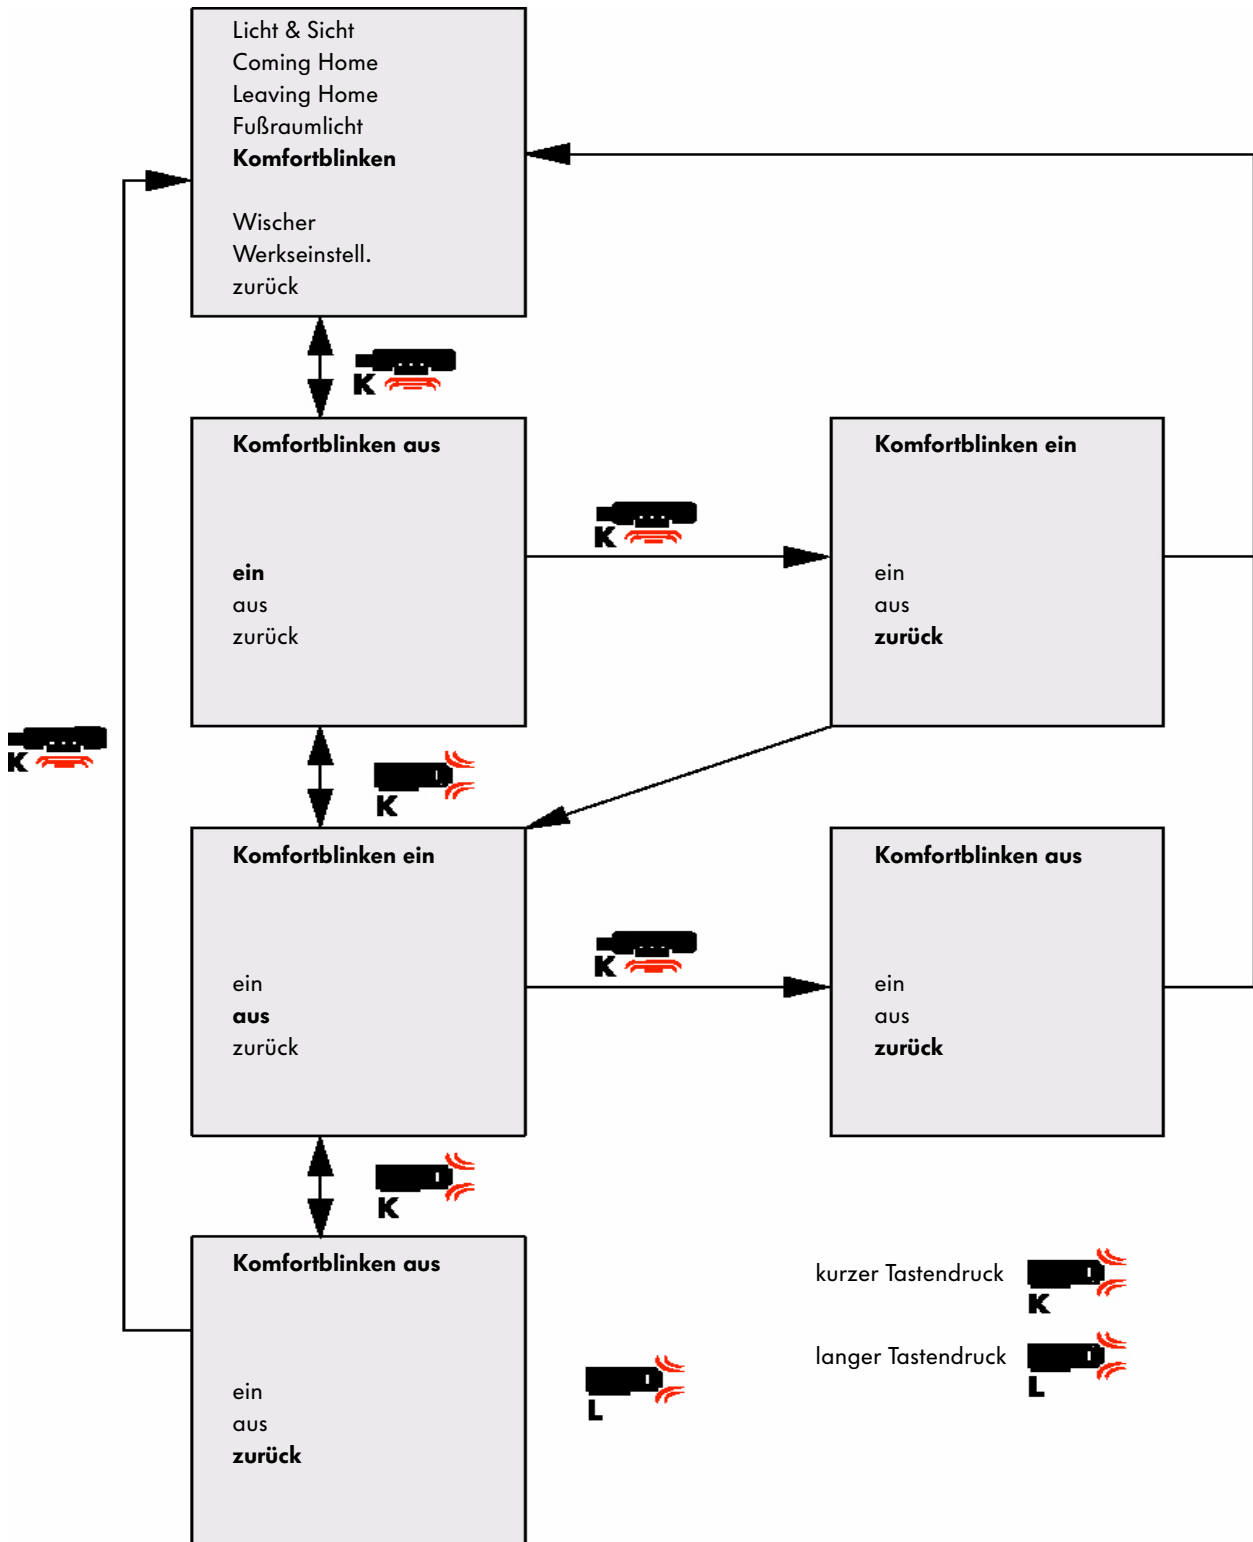 Licht & Sicht
Coming Home
Leaving Home
Fußraumlicht
Komfortblinken
Wischer
Werkseinstell.
zurück
K
Komfortblinken aus
ein
aus
zurück
K
Komfortblinken ein
ein
aus
zurück
K
K
Komfortblinken ein
ein
aus
zurück
K
Komfortblinken aus
ein
aus
zurück
K
Komfortblinken aus
ein
aus
zurück
L
kurzer Tastendruck
K
langer Tastendruck
L